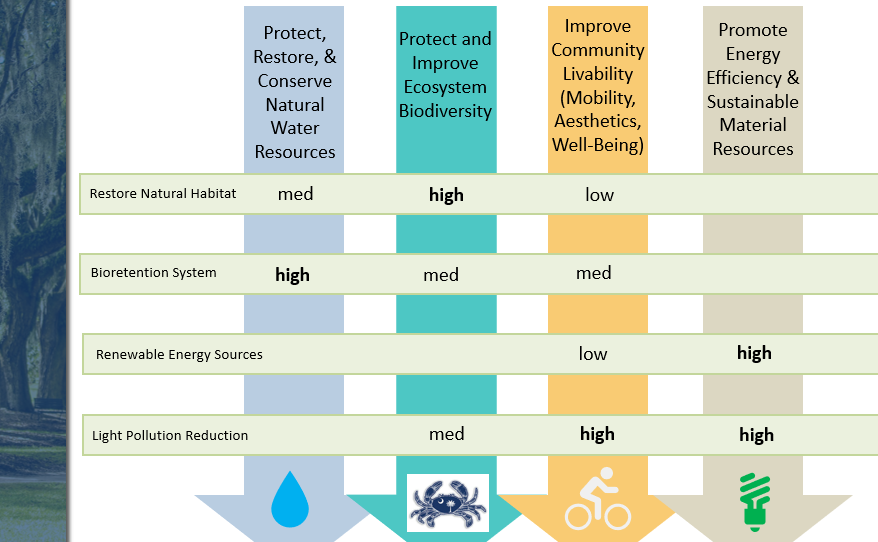 Protect,
Restore, &
Conserve
Natural
Water
Resources
Protect and
Improve
Ecosystem
Biodiversity
Improve
Community
Livability
(Mobility,
Aesthetics,
Well-Being)
Promote
Energy
Efficiency &
Sustainable
Material
Resources
Restore Natural Habitat med high low
Bioretention System high med med
Renewable Energy Sources low high
Light Pollution Reduction med high high